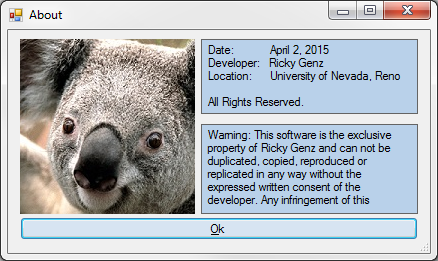 About
Date: April 2, 2015
Developer: Ricky Genz
Location: University of Nevada, Reno
All Rights Reserved.
Warning: This software is the exclusive
property of Ricky Genz and can not be
duplicated, copied, reproduced or
replicated in any way without the
expressed written consent of the
developer. Any infringement of this
Ok